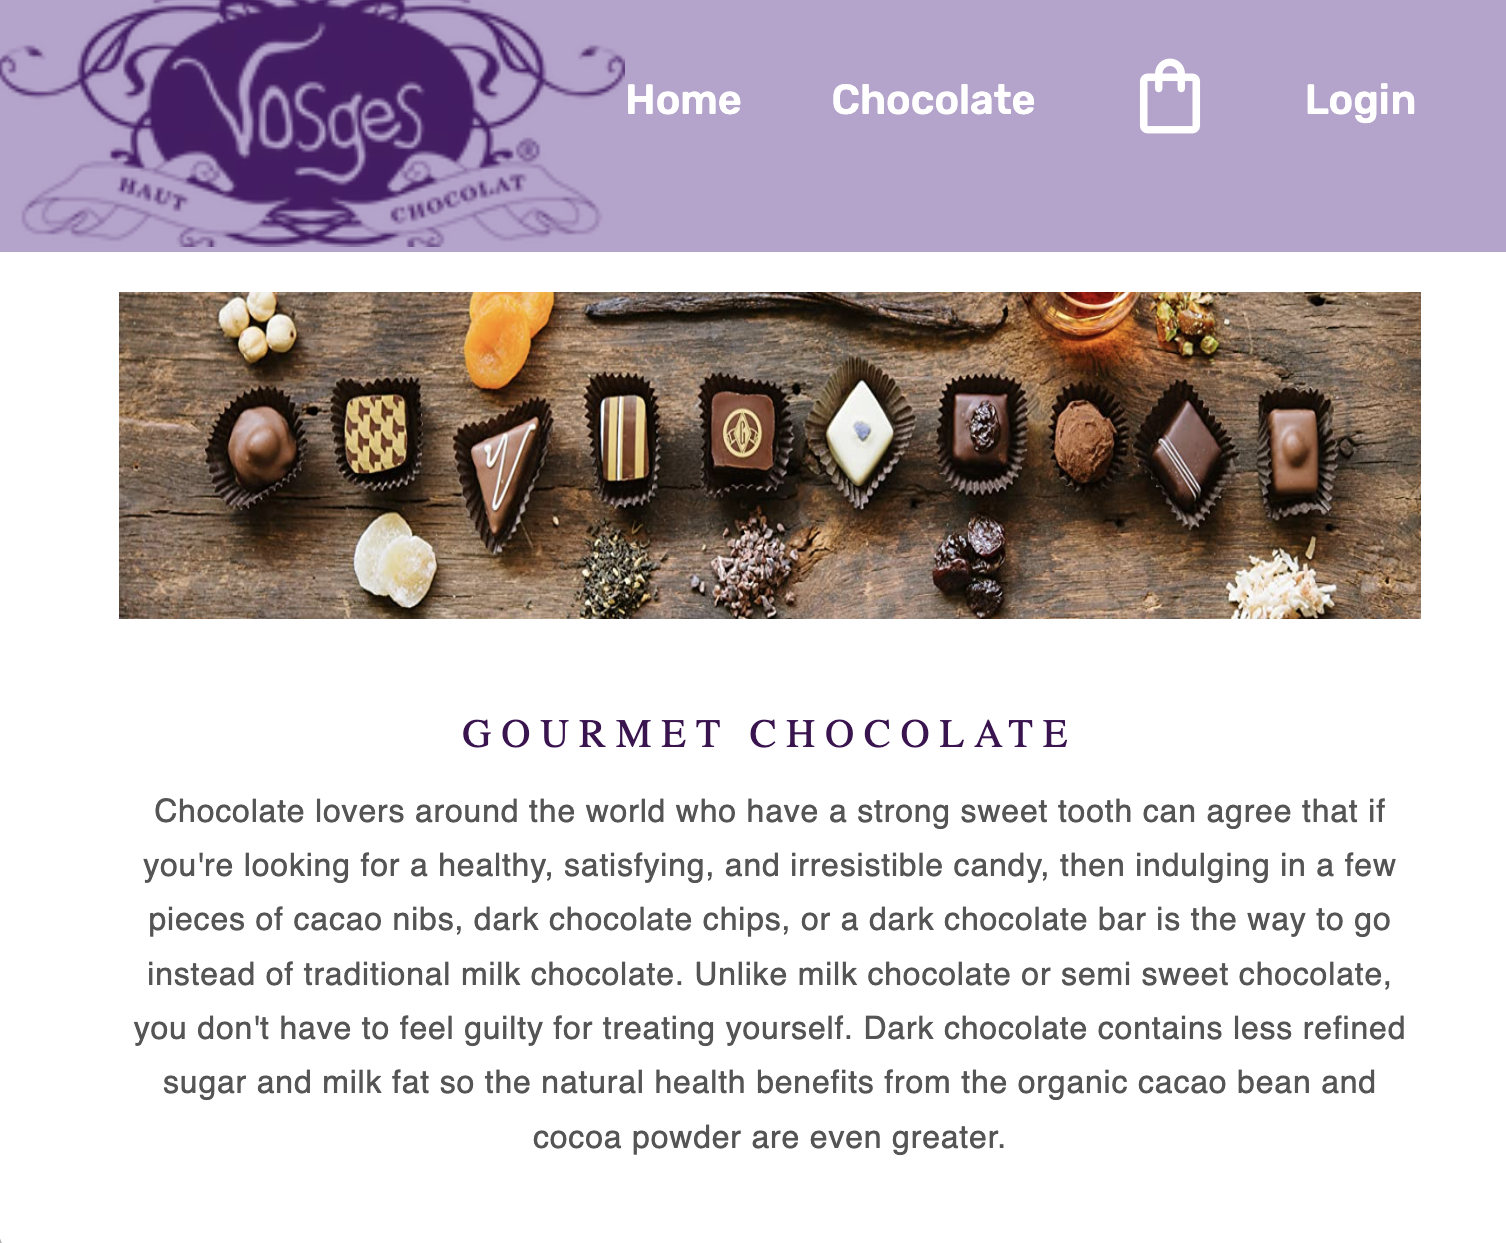 Vosges
®
HAUT CHOCOLAT
Home Chocolate Login
GOURMET CHOCOLATE
Chocolate lovers around the world who have a strong sweet tooth can agree that if
you're looking for a healthy, satisfying, and irresistible candy, then indulging in a few
pieces of cacao nibs, dark chocolate chips, or a dark chocolate bar is the way to go
instead of traditional milk chocolate. Unlike milk chocolate or semi sweet chocolate,
you don't have to feel guilty for treating yourself. Dark chocolate contains less refined
sugar and milk fat so the natural health benefits from the organic cacao bean and
cocoa powder are even greater.